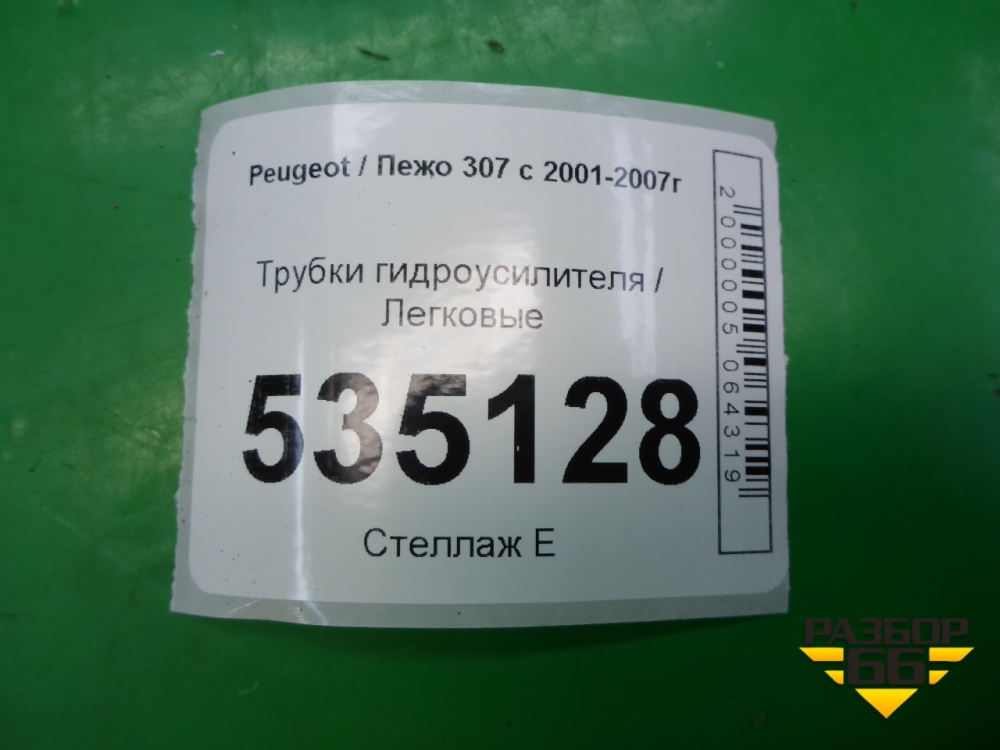 Peugeot / Пежо 307 с 2001-2007г
Трубки гидроусилителя /
Легковые
535128
Стеллаж Е
2000005064319
РАЗБОР
66